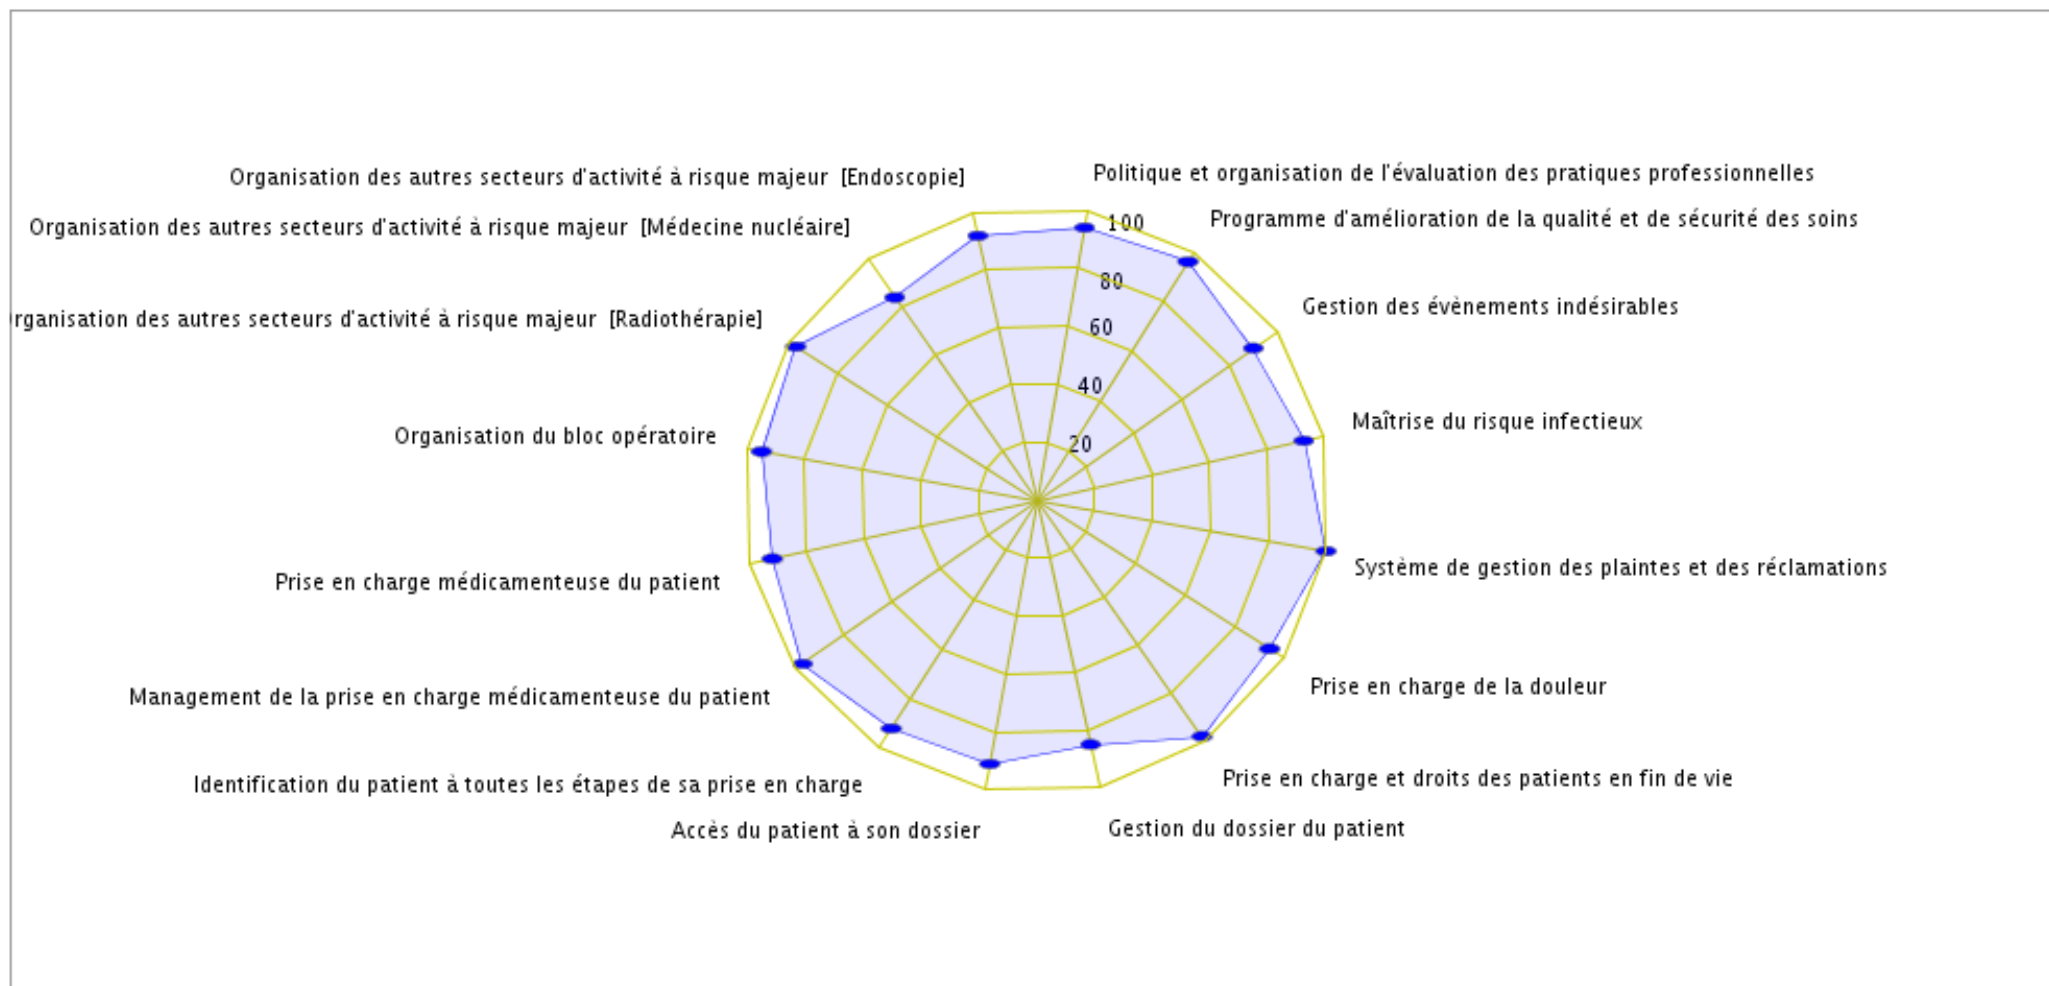 Politique et organisation de l'évaluation des pratiques professionnelles
Organisation des autres secteurs d'activité à risque majeur [Endoscopie]
Programme d'amélioration de la qualité et de sécurité des soins
100
Organisation des autres secteurs d'activité à risque majeur [Médecine nucléaire]
80
Gestion des évènements indésirables
rganisation des autres secteurs d'activité à risque majeur [Radiothérapie]
60
40
Maîtrise du risque infectieux
Organisation du bloc opératoire
20
Système de gestion des plaintes et des réclamations
Prise en charge médicamenteuse du patient
Prise en charge de la douleur
Management de la prise en charge médicamenteuse du patient
Prise en charge et droits des patients en fin de vie
Identification du patient à toutes les étapes de sa prise en charge
Gestion du dossier du patient
Accès du patient à son dossier